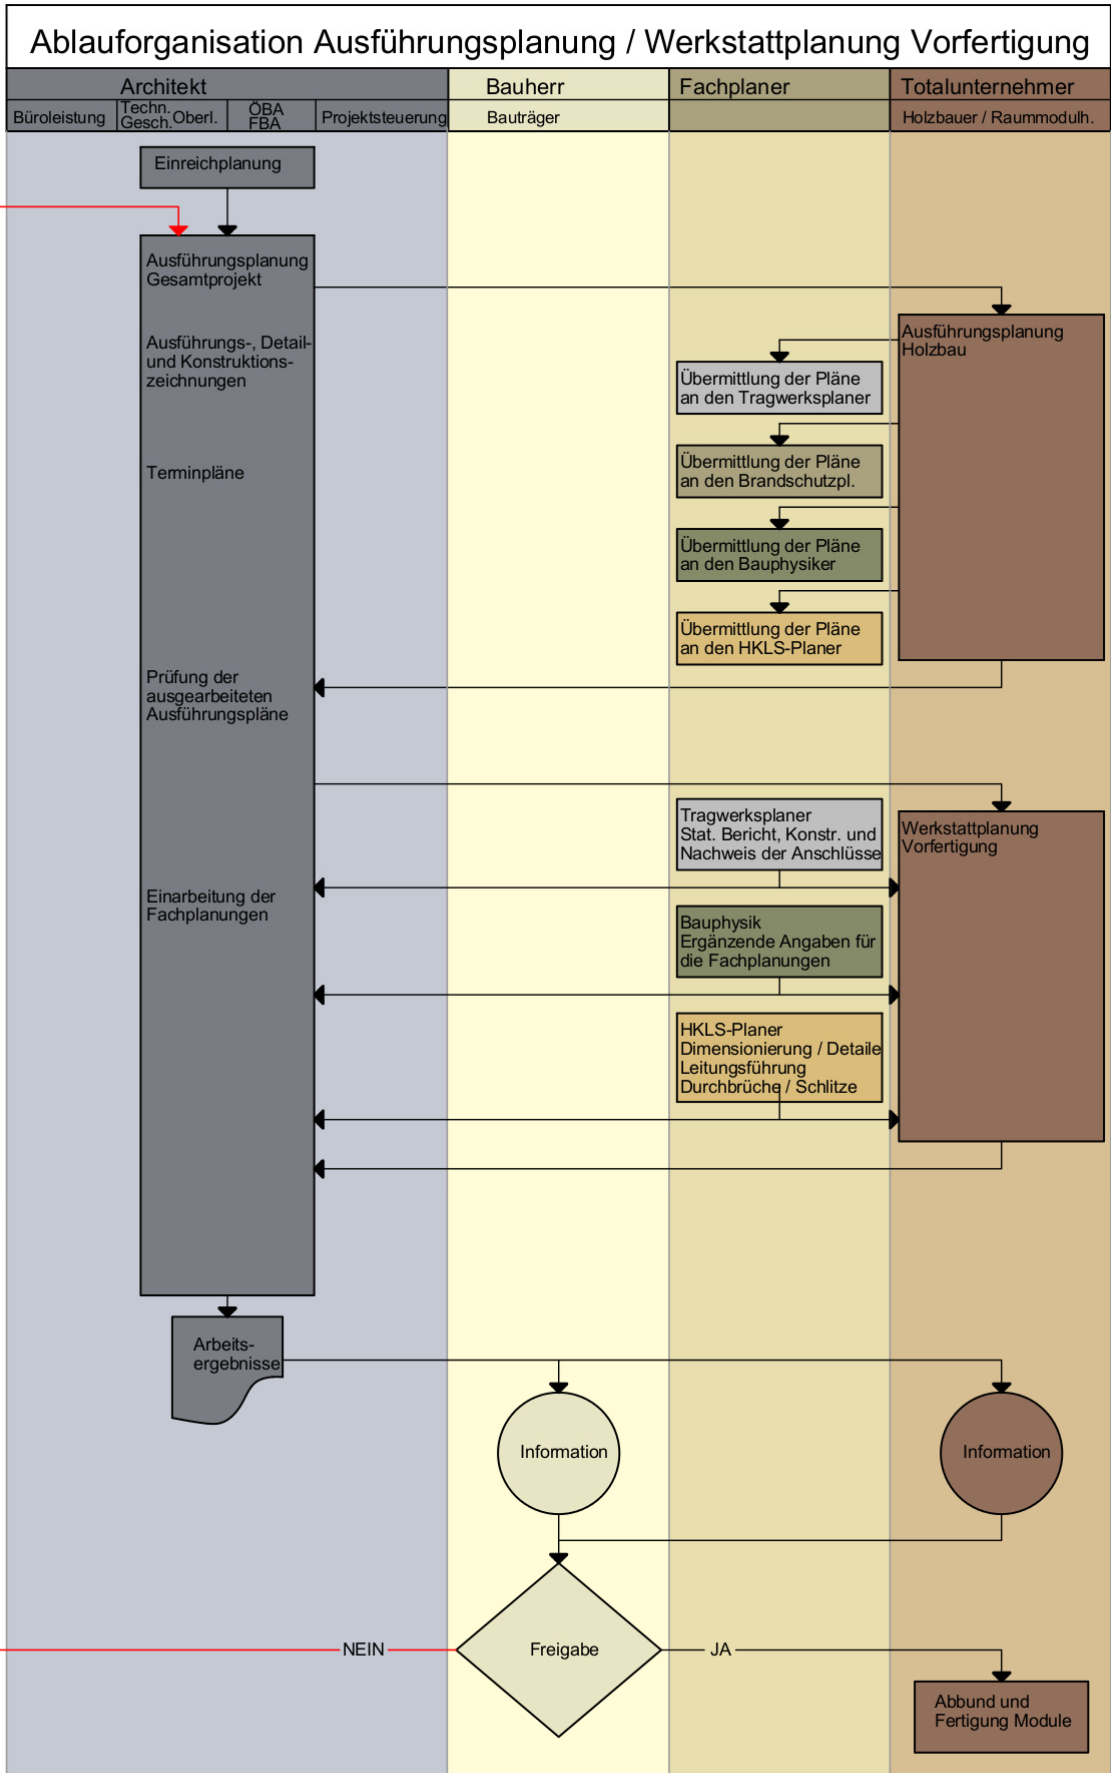 Ablauforganisation Ausführungsplanung / Werkstattplanung Vorfertigung
Architekt
Bauherr
Fachplaner
Totalunternehmer
Büroleistung
Techn.
Gesch.
Oberl.
ÖBA
FBA
Projektsteuerung
Bauträger
Holzbauer / Raummodulh.
Einreichplanung
Ausführungsplanung
Gesamtprojekt
Ausführungs-, Detail-
und Konstruktions-
zeichnungen
Terminpläne
Ausführungsplanung
Holzbau
Übermittlung der Pläne
an den Tragwerksplaner
Übermittlung der Pläne
an den Brandschutzpl.
Übermittlung der Pläne
an den Bauphysiker
Übermittlung der Pläne
an den HKLS-Planer
Prüfung der
ausgearbeiteten
Ausführungspläne
Tragwerksplaner
Stat. Bericht, Konstr. und
Nachweis der Anschlüsse
Werkstattplanung
Vorfertigung
Einarbeitung der
Fachplanungen
Bauphysik
Ergänzende Angaben für
die Fachplanungen
HKLS-Planer
Dimensionierung / Detaile
Leitungsführung
Durchbrüche / Schlitze
Arbeits-
ergebnisse
Information
Information
NEIN
Freigabe
JA
Abbund und
Fertigung Module